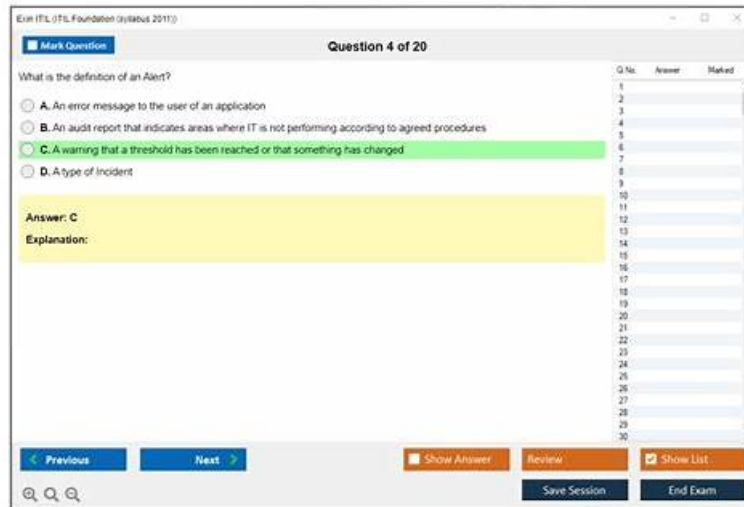 Exin ITIL (ITIL Foundation (syllabus 2011))
Mark Question
Question 4 of 20
What is the definition of an Alert?
A. An error message to the user of an application
B. An audit report that indicates areas where IT is not performing according to agreed procedures
C. A warning that a threshold has been reached or that something has changed
D. A type of Incident
Answer: C
Explanation:
Q No. Answer Marked
1
2
3
4
5
6
7
8
9
10
11
12
13
14
15
16
17
18
19
20
21
22
23
24
25
26
27
28
29
30
Previous Next Show Answer Review Show List
Save Session End Exam